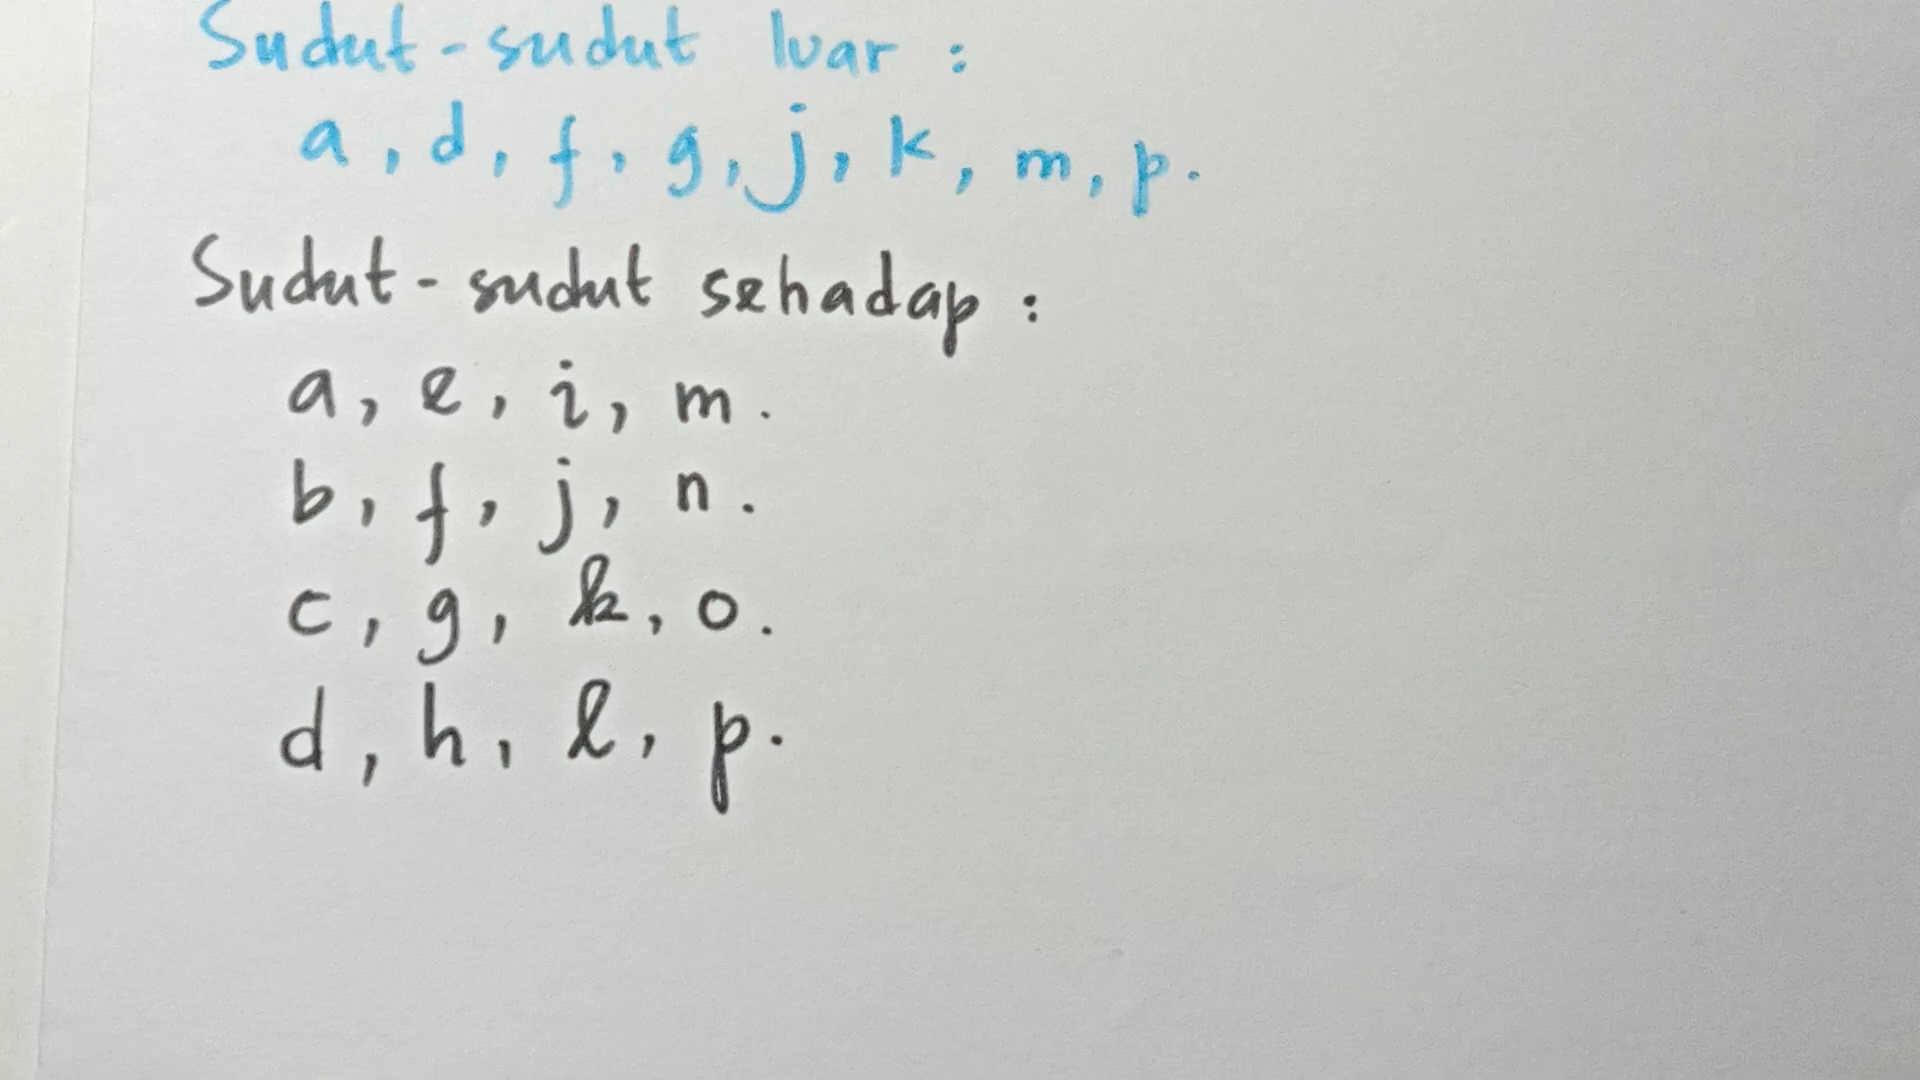 Sudut-sudut luar :
a, d, f, g, j, k, m, p.
Sudut-sudut sehadap :
a, e, i, m.
b, f, j, n.
c, g, k, o.
d, h, l, p.